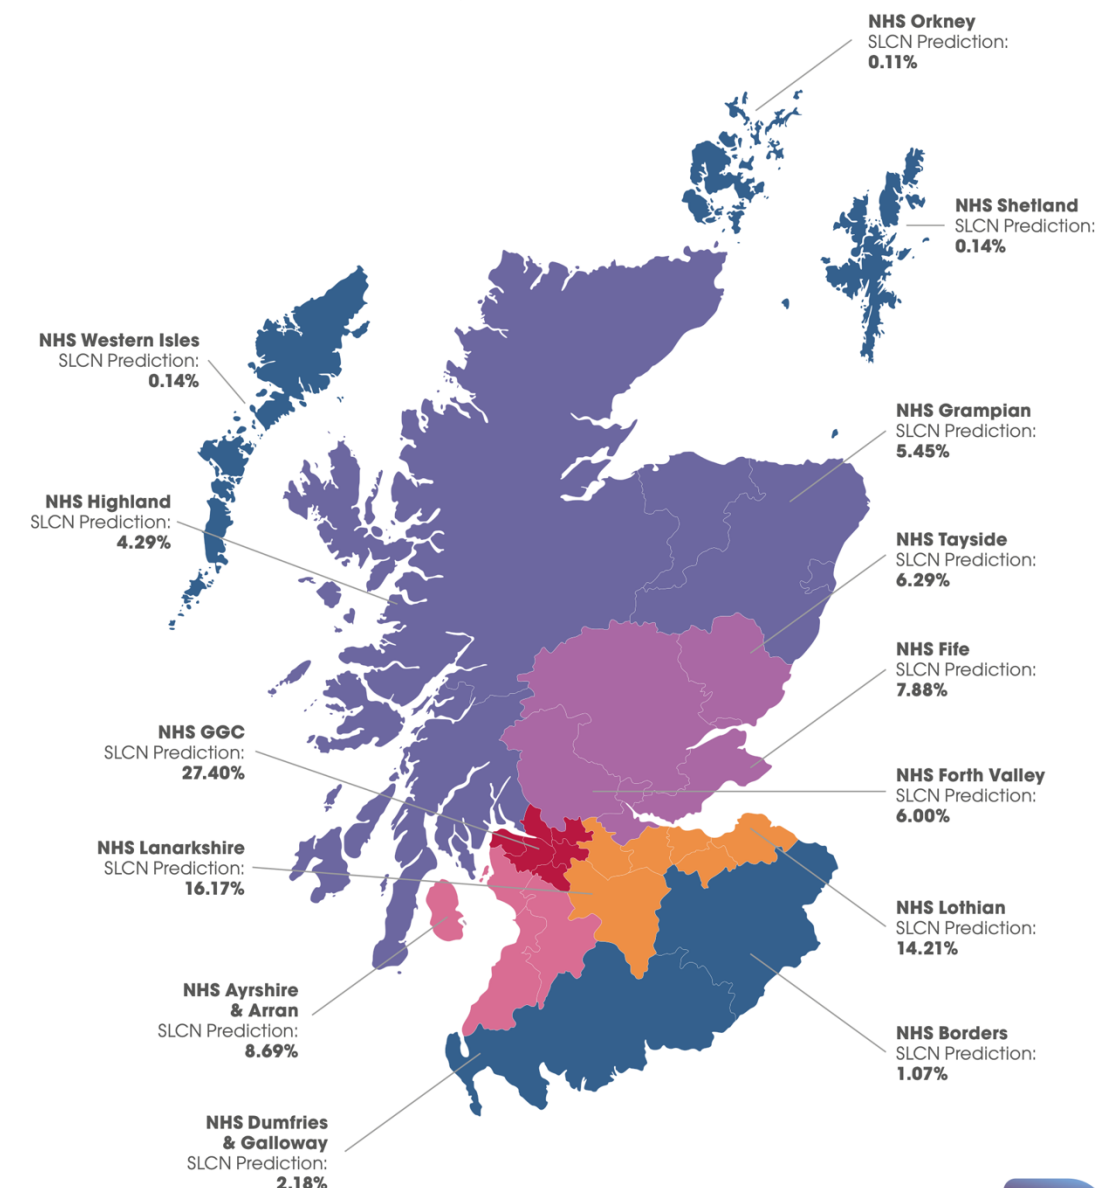 NHS Orkney
SLCN Prediction:
0.11%
NHS Shetland
SLCN Prediction:
0.14%
NHS Western Isles
SLCN Prediction:
0.14%
NHS Grampian
SLCN Prediction:
5.45%
NHS Highland
SLCN Prediction:
4.29%
NHS Tayside
SLCN Prediction:
6.29%
NHS Fife
SLCN Prediction:
7.88%
NHS GGC
SLCN Prediction:
27.40%
NHS Forth Valley
SLCN Prediction:
6.00%
NHS Lanarkshire
SLCN Prediction:
16.17%
NHS Lothian
SLCN Prediction:
14.21%
NHS Ayrshire
& Arran
SLCN Prediction:
8.69%
NHS Borders
SLCN Prediction:
1.07%
NHS Dumfries
& Galloway
SLCN Prediction:
2.18%